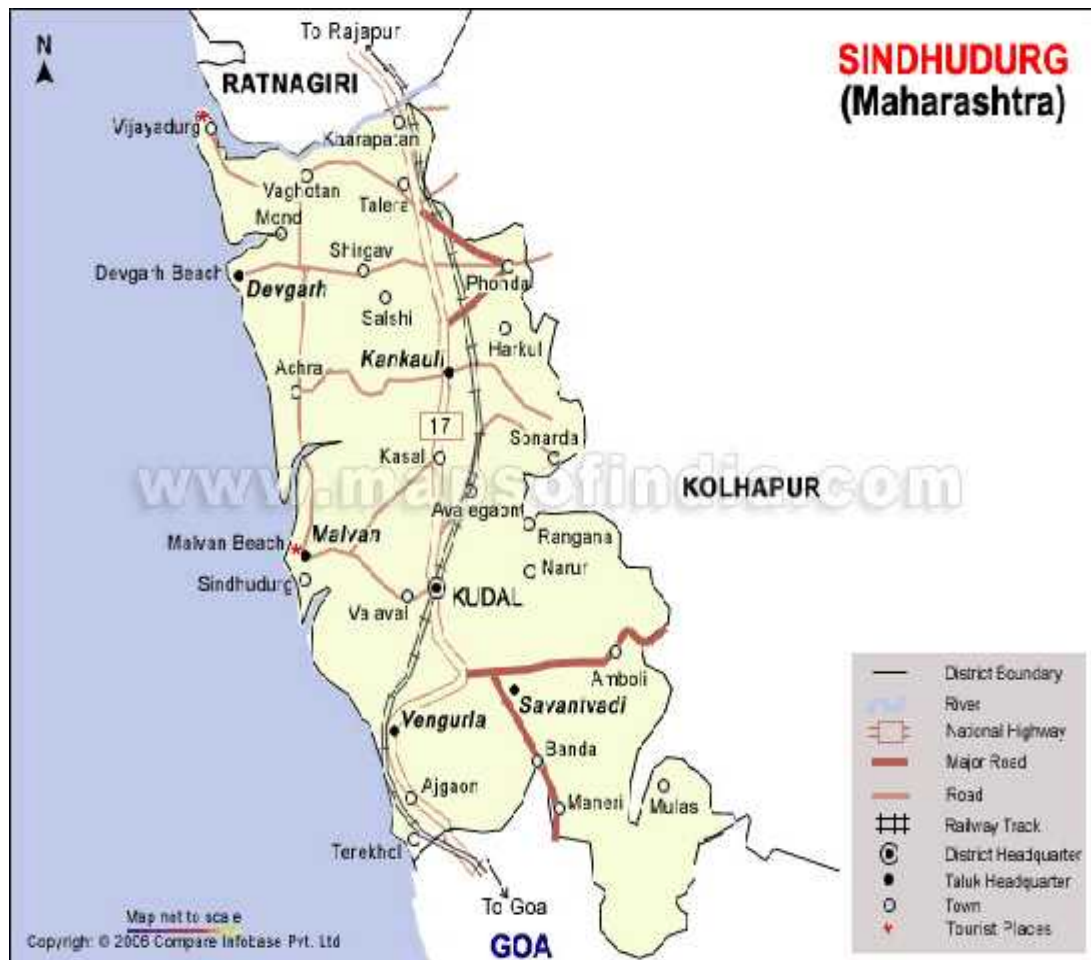 To Rajapur
N
SINDHUDURG
(Maharashtra)
RATNAGIRI
Vijayadurg
Kharapatan
Vaghotan
Talera
Mond
Shirgav
Devgarh Beach
Devgarh
Phonda
Salshi
Harkul
Kankauli
Achra
17
Sonarda
Kasal
www.mapsofindia.com
KOLHAPUR
Malvan
Rangana
Malvan Beach
Narur
Sindhudurg
KUDAL
Valaval
Amboli
District Boundary
Savantvadi
River
Vengurla
National Highway
Banda
Major Road
Ajgaon
Maneri
Mulas
Road
Railway Track
Terekhol
District Headquarter
Taluk Headquarter
To Goa
Town
Map not to scale
Tourist Places
Copyright © 2006 Compare Infobase Pvt. Ltd
GOA